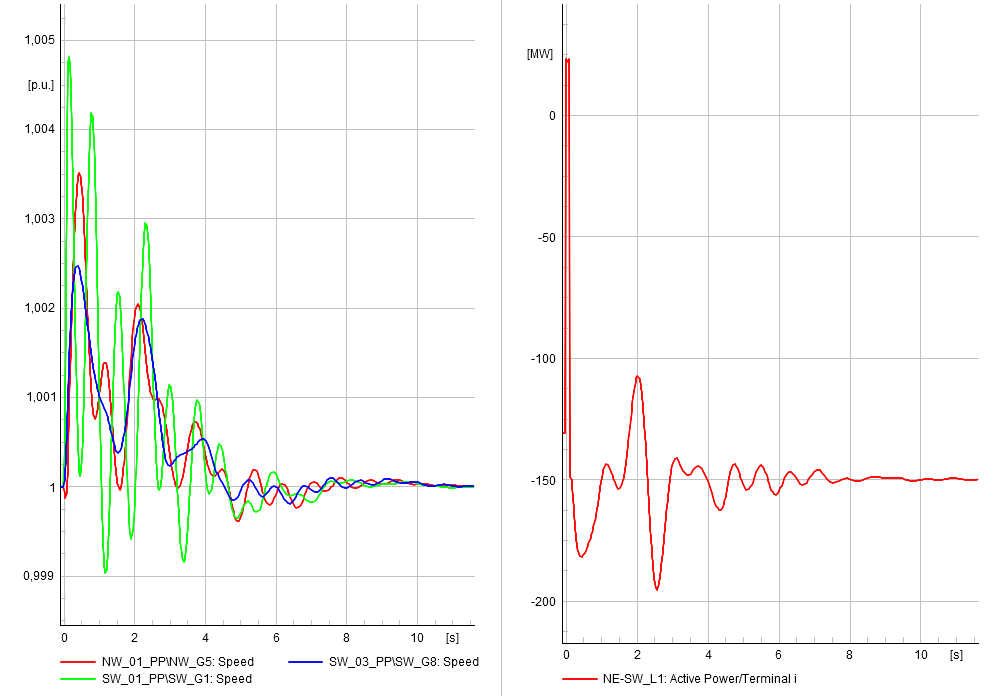 1,005
[p.u.]
1,004
1,003
1,002
1,001
1
0,999
0 2 4 6 8 10 [s]
NW_01_PP\NW_G5: Speed SW_03_PP\SW_G8: Speed
SW_01_PP\SW_G1: Speed
[MW]
0
-50
-100
-150
-200
0 2 4 6 8 10 [s]
NE-SW_L1: Active Power/Terminal i